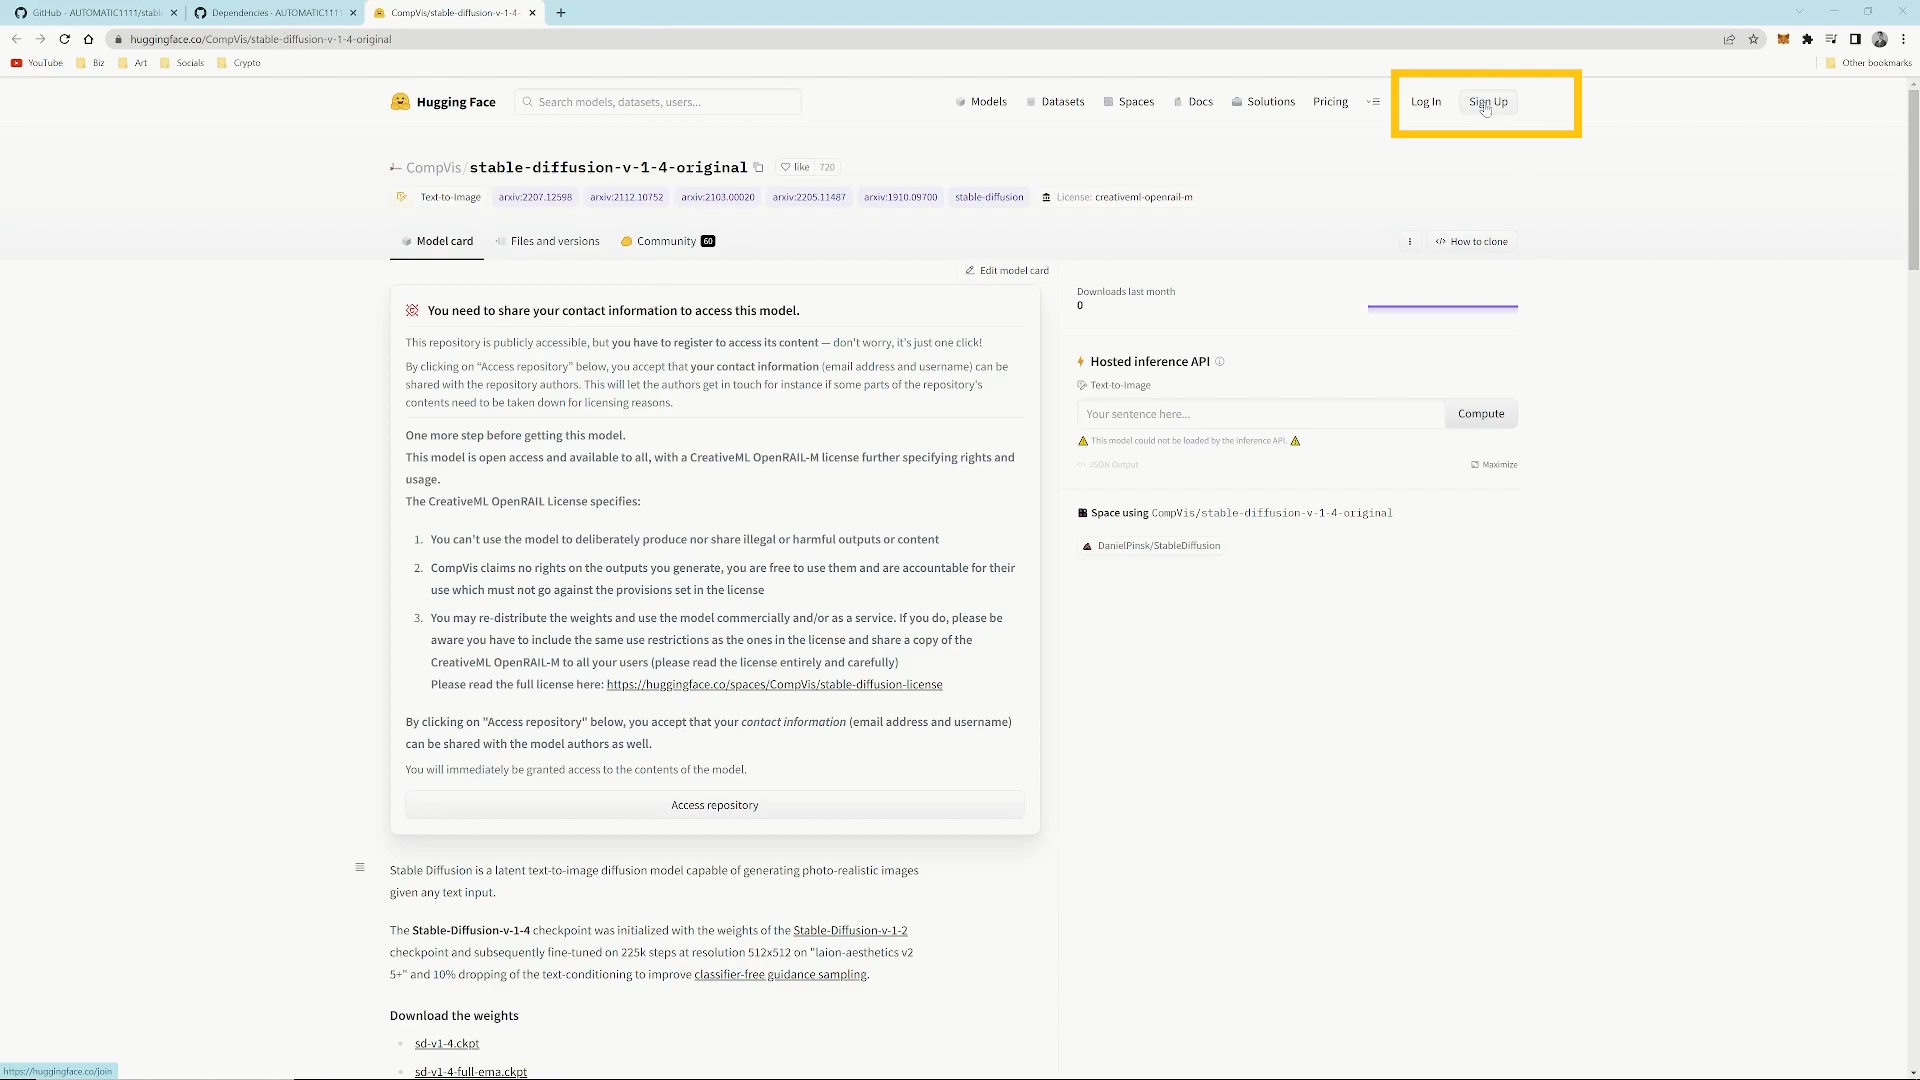 GitHub - AUTOMATIC1111/stabl
Dependencies · AUTOMATIC1111
CompVis/stable-diffusion-v-1-4-
huggingface.co/CompVis/stable-diffusion-v-1-4-original
YouTube Biz Art Socials Crypto Other bookmarks
Hugging Face
Search models, datasets, users...
Models Datasets Spaces Docs Solutions Pricing Log In Sign Up
CompVis/stable-diffusion-v-1-4-original like 720
Text-to-Image arxiv:2207.12598 arxiv:2112.10752 arxiv:2103.00020 arxiv:2205.11487 arxiv:1910.09700 stable-diffusion License: creativeml-openrail-m
Model card Files and versions Community 60 How to clone
Edit model card
You need to share your contact information to access this model.
This repository is publicly accessible, but you have to register to access its content — don't worry, it's just one click!
By clicking on “Access repository” below, you accept that your contact information (email address and username) can be
shared with the repository authors. This will let the authors get in touch for instance if some parts of the repository's
contents need to be taken down for licensing reasons.
One more step before getting this model.
This model is open access and available to all, with a CreativeML OpenRAIL-M license further specifying rights and
usage.
The CreativeML OpenRAIL License specifies:
1. You can't use the model to deliberately produce nor share illegal or harmful outputs or content
2. CompVis claims no rights on the outputs you generate, you are free to use them and are accountable for their
use which must not go against the provisions set in the license
3. You may re-distribute the weights and use the model commercially and/or as a service. If you do, please be
aware you have to include the same use restrictions as the ones in the license and share a copy of the
CreativeML OpenRAIL-M to all your users (please read the license entirely and carefully)
Please read the full license here: https://huggingface.co/spaces/CompVis/stable-diffusion-license
By clicking on "Access repository" below, you accept that your contact information (email address and username)
can be shared with the model authors as well.
You will immediately be granted access to the contents of the model.
Access repository
Stable Diffusion is a latent text-to-image diffusion model capable of generating photo-realistic images
given any text input.
The Stable-Diffusion-v-1-4 checkpoint was initialized with the weights of the Stable-Diffusion-v-1-2
checkpoint and subsequently fine-tuned on 225k steps at resolution 512x512 on "laion-aesthetics v2
5+" and 10% dropping of the text-conditioning to improve classifier-free guidance sampling.
Download the weights
sd-v1-4.ckpt
sd-v1-4-full-ema.ckpt
Downloads last month
0
Hosted inference API
Text-to-Image
Your sentence here... Compute
This model could not be loaded by the inference API.
JSON Output Maximize
Space using CompVis/stable-diffusion-v-1-4-original
DanielPinsk/StableDiffusion
https://huggingface.co/join